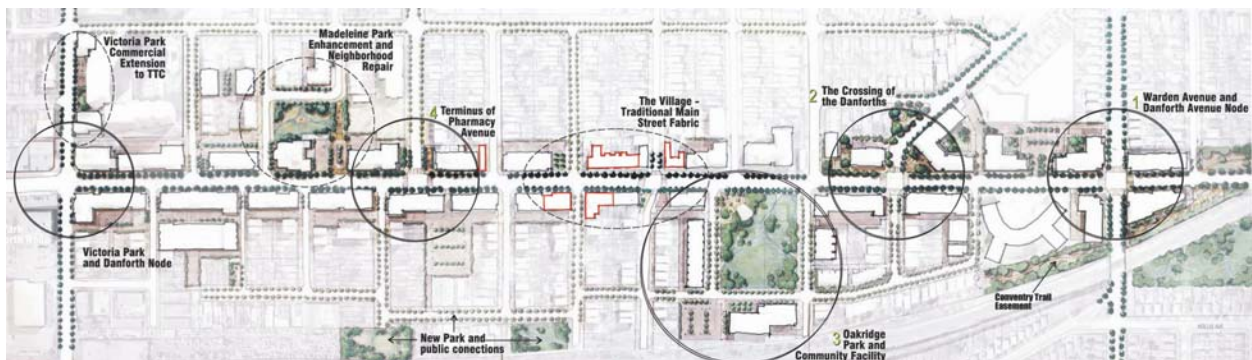 Victoria Park
Commercial
Extension
to TTC
Madeleine Park
Enhancement and
Neighborhood
Repair
4 Terminus of
Pharmacy
Avenue
The Village -
Traditional Main
Street Fabric
2 The Crossing of
the Danforths
1 Warden Avenue and
Danforth Avenue Node
Victoria Park
and Danforth Node
New Park and
public conections
3 Oakridge
Park and
Community Facility
Conventry Trail
Easement